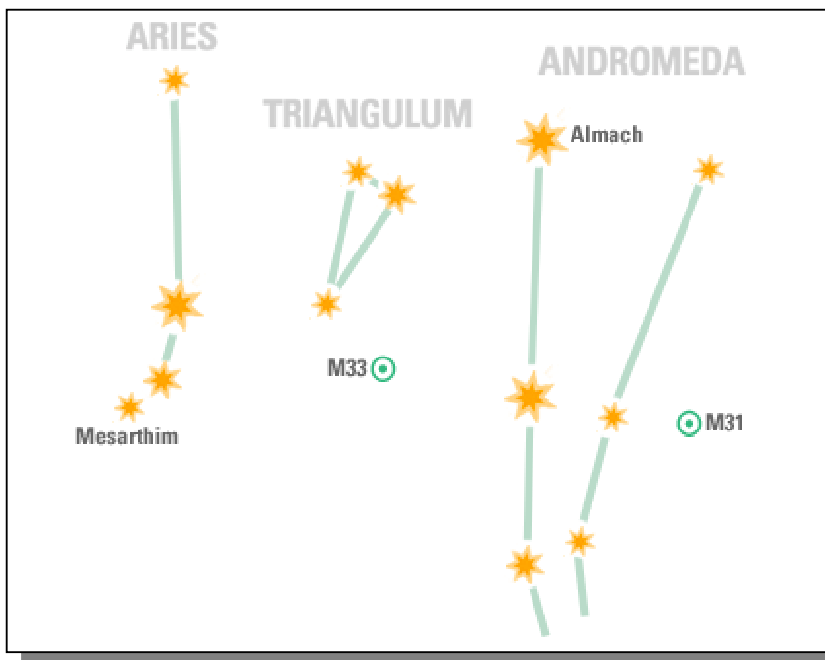 ARIES
ANDROMEDA
TRIANGULUM
Almach
M33
M31
Mesarthim